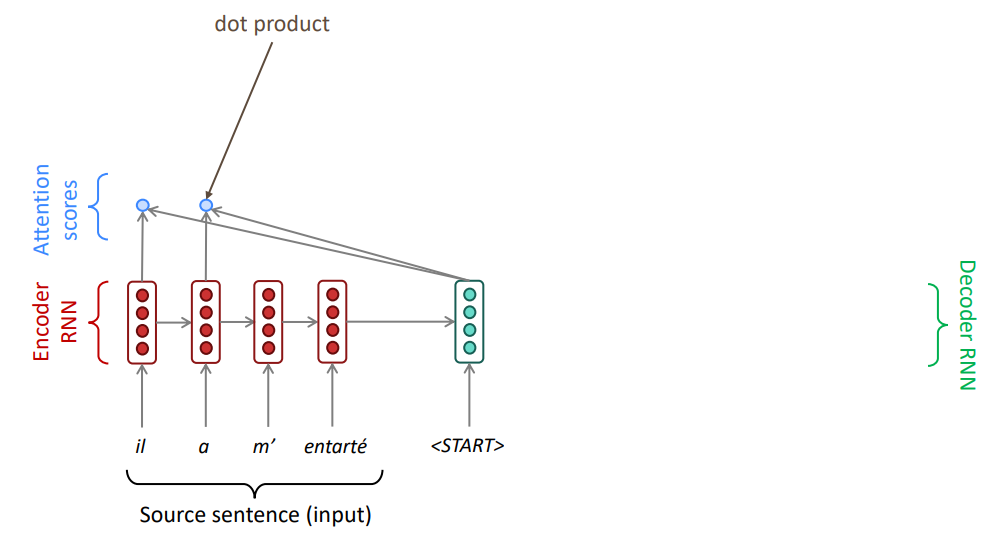 dot product
Attention
scores
Encoder
RNN
Decoder RNN
il a m’ entarté <START>
Source sentence (input)